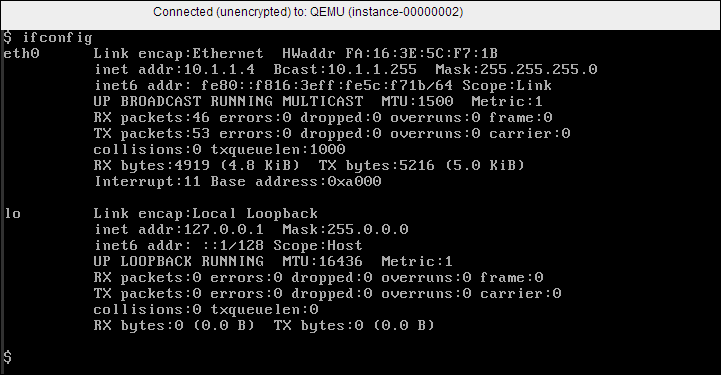 Connected (unencrypted) to: QEMU (instance-00000002)
$ ifconfig
eth0 Link encap:Ethernet HWaddr FA:16:3E:5C:F7:1B
inet addr:10.1.1.4 Bcast:10.1.1.255 Mask:255.255.255.0
inet6 addr: fe80::f816:3eff:fe5c:f71b/64 Scope:Link
UP BROADCAST RUNNING MULTICAST MTU:1500 Metric:1
RX packets:46 errors:0 dropped:0 overruns:0 frame:0
TX packets:53 errors:0 dropped:0 overruns:0 carrier:0
collisions:0 txqueuelen:1000
RX bytes:4919 (4.8 KiB) TX bytes:5216 (5.0 KiB)
Interrupt:11 Base address:0xa000
lo Link encap:Local Loopback
inet addr:127.0.0.1 Mask:255.0.0.0
inet6 addr: ::1/128 Scope:Host
UP LOOPBACK RUNNING MTU:16436 Metric:1
RX packets:0 errors:0 dropped:0 overruns:0 frame:0
TX packets:0 errors:0 dropped:0 overruns:0 carrier:0
collisions:0 txqueuelen:0
RX bytes:0 (0.0 B) TX bytes:0 (0.0 B)
$